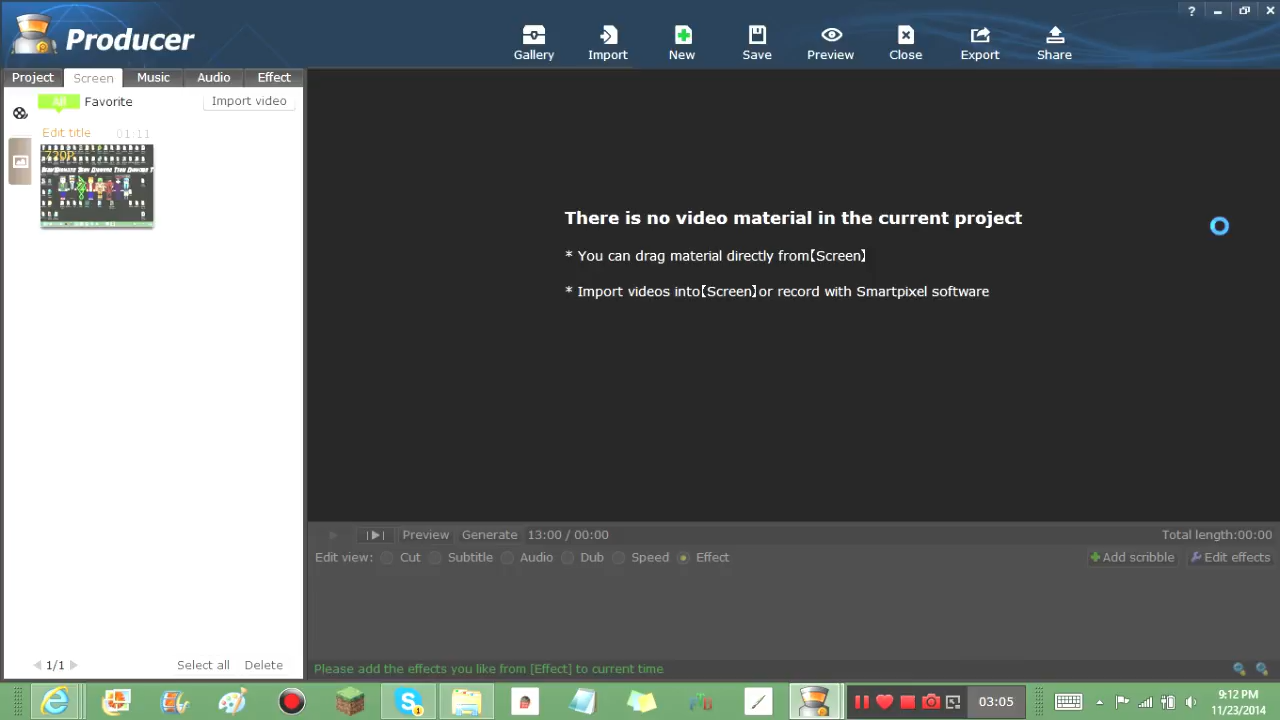 Producer
Gallery Import New Save Preview Close Export Share
Project Screen Music Audio Effect
All Favorite Import video
Edit title 01:11
720P
There is no video material in the current project
* You can drag material directly from【Screen】
* Import videos into【Screen】or record with Smartpixel software
Preview Generate 13:00 / 00:00 Total length:00:00
Edit view: Cut Subtitle Audio Dub Speed Effect Add scribble Edit effects
1/1 Select all Delete
Please add the effects you like from [Effect] to current time
1
03:05
9:12 PM
11/23/2014